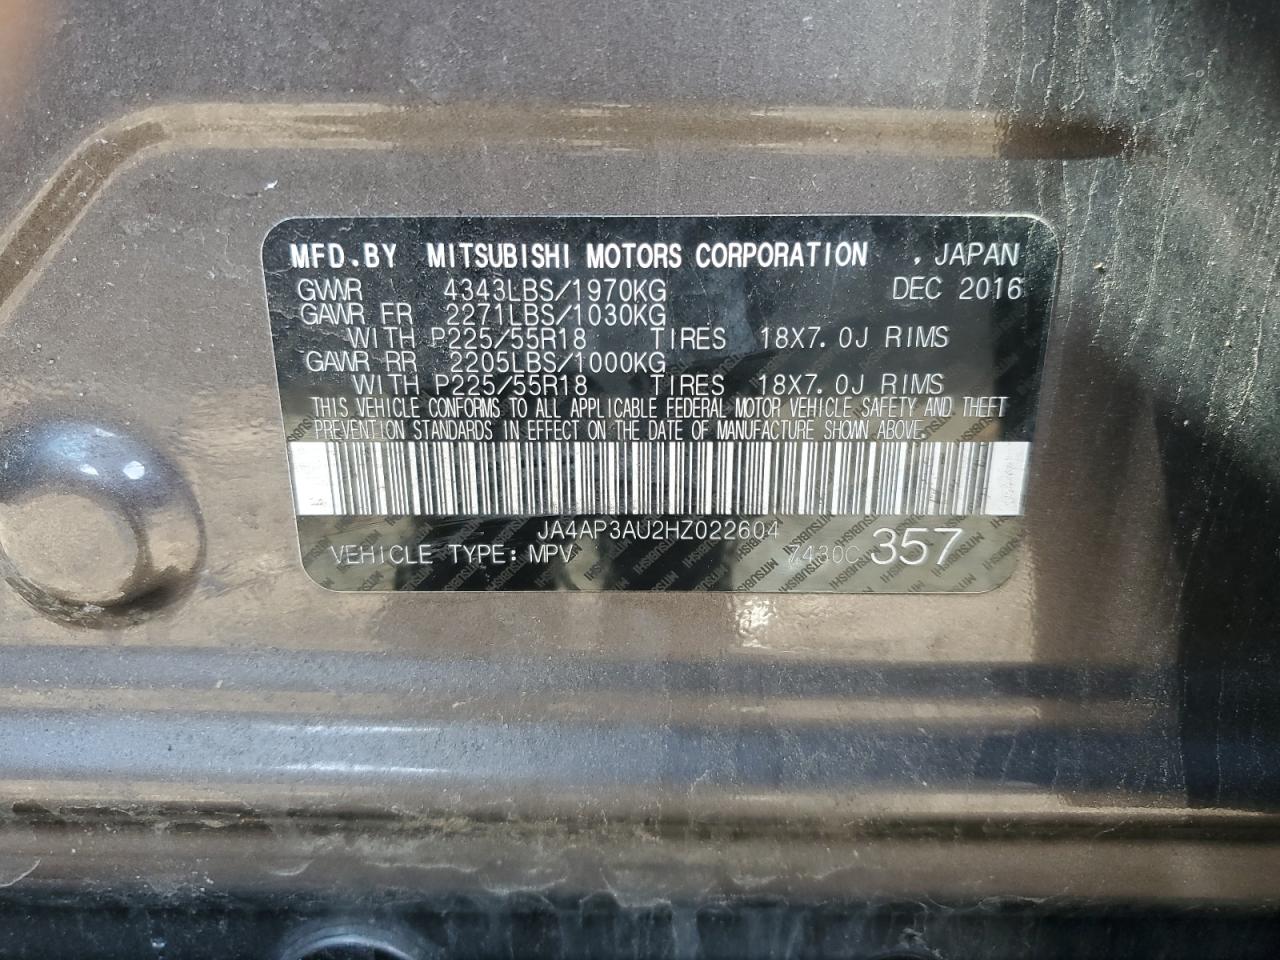 MFD.BY MITSUBISHI MOTORS CORPORATION , JAPAN
GVWR 4343LBS/1970KG DEC 2016
GAWR FR 2271LBS/1030KG
WITH P225/55R18 TIRES 18X7.0J RIMS
GAWR RR 2205LBS/1000KG
WITH P225/55R18 TIRES 18X7.0J RIMS
THIS VEHICLE CONFORMS TO ALL APPLICABLE FEDERAL MOTOR VEHICLE SAFETY AND THEFT
PREVENTION STANDARDS IN EFFECT ON THE DATE OF MANUFACTURE SHOWN ABOVE.
JA4AP3AU2HZ022604
VEHICLE TYPE: MPV 7430C 357